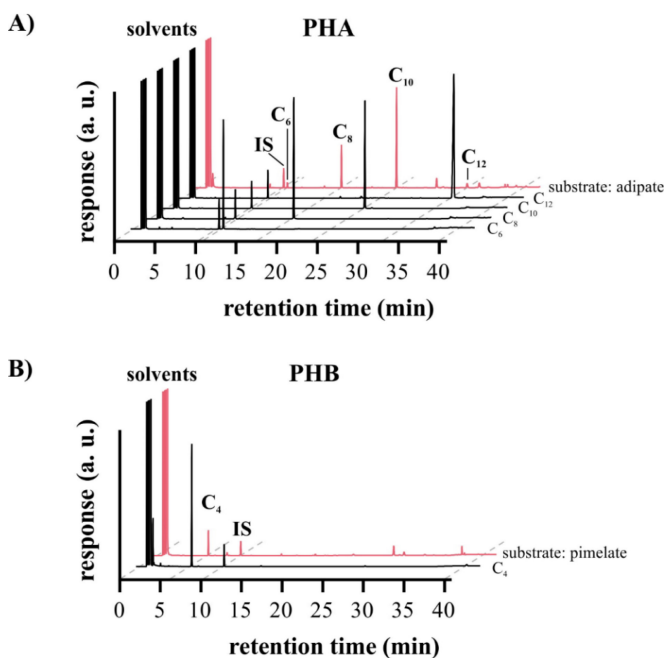 A)
solvents PHA
response (a. u.)
IS
C6
C8
C10
C12
substrate: adipate
C12
C10
C8
C6
0 5 10 15 20 25 30 35 40
retention time (min)
B)
solvents PHB
response (a. u.)
C4
IS
substrate: pimelate
C4
0 5 10 15 20 25 30 35 40
retention time (min)